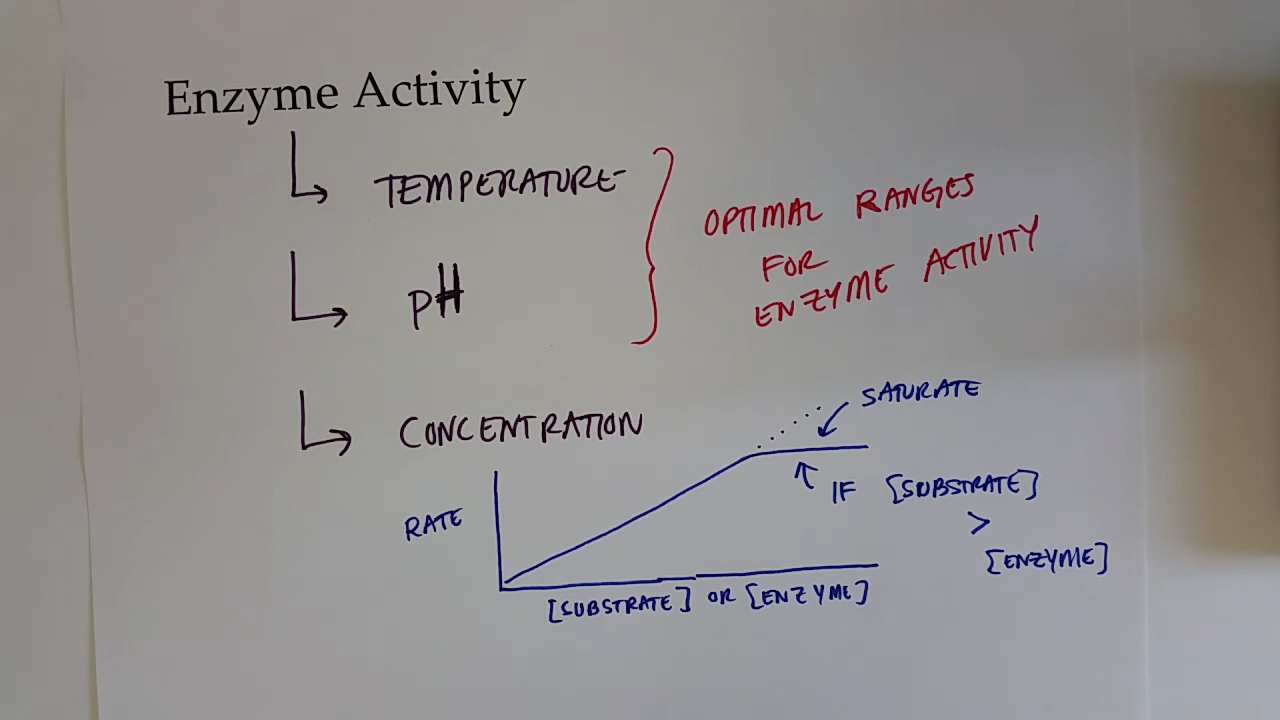 Enzyme Activity
TEMPERATURE
pH
OPTIMAL RANGES
FOR
ENZYME ACTIVITY
CONCENTRATION
SATURATE
RATE
IF [SUBSTRATE]
>
[ENZYME]
[SUBSTRATE] OR [ENZYME]